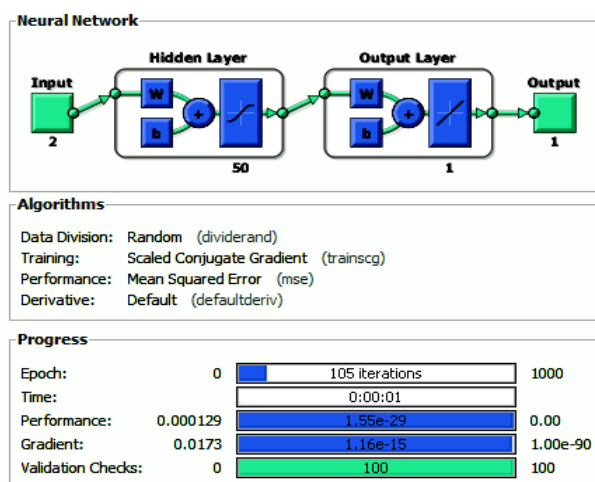 Neural Network
Hidden Layer Output Layer
Input Output
W W
+ +
b b
2 50 1 1
Algorithms
Data Division: Random (dividerand)
Training: Scaled Conjugate Gradient (trainscg)
Performance: Mean Squared Error (mse)
Derivative: Default (defaultderiv)
Progress
Epoch: 0 105 iterations 1000
Time: 0:00:01
Performance: 0.000129 1.55e-29 0.00
Gradient: 0.0173 1.16e-15 1.00e-90
Validation Checks: 0 100 100